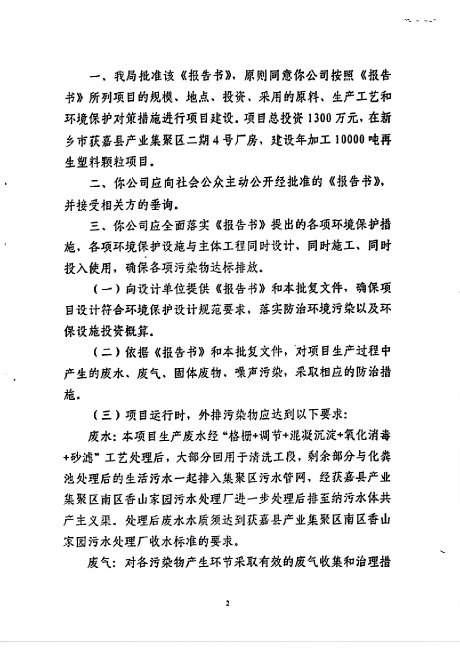 一、我局批准该《报告书》，原则同意你公司按照《报告
书》所列项目的规模、地点、投资、采用的原料、生产工艺和
环境保护对策措施进行项目建设。项目总投资 1300 万元，在新
乡市获嘉县产业集聚区二期 4 号厂房，建设年加工 10000 吨再
生塑料颗粒项目。
二、你公司应向社会公众主动公开经批准的《报告书》，
并接受相关方的垂询。
三、你公司应全面落实《报告书》提出的各项环境保护措
施，各项环境保护设施与主体工程同时设计、同时施工、同时
投入使用，确保各项污染物达标排放。
（一）向设计单位提供《报告书》和本批复文件，确保项
目设计符合环境保护设计规范要求，落实防治环境污染以及环
保设施投资概算。
（二）依据《报告书》和本批复文件，对项目生产过程中
产生的废水、废气、固体废物、噪声污染，采取相应的防治措
施。
（三）项目运行时，外排污染物应达到以下要求：
废水：本项目生产废水经“格栅+调节+混凝沉淀+氧化消毒
+砂滤”工艺处理后，大部分回用于清洗工段，剩余部分与化粪
池处理后的生活污水一起排入集聚区污水管网，经获嘉县产业
集聚区南区香山家园污水处理厂进一步处理后排至纳污水体共
产主义渠。处理后废水水质须达到获嘉县产业集聚区南区香山
家园污水处理厂收水标准的要求。
废气：对各污染物产生环节采取有效的废气收集和治理措
2